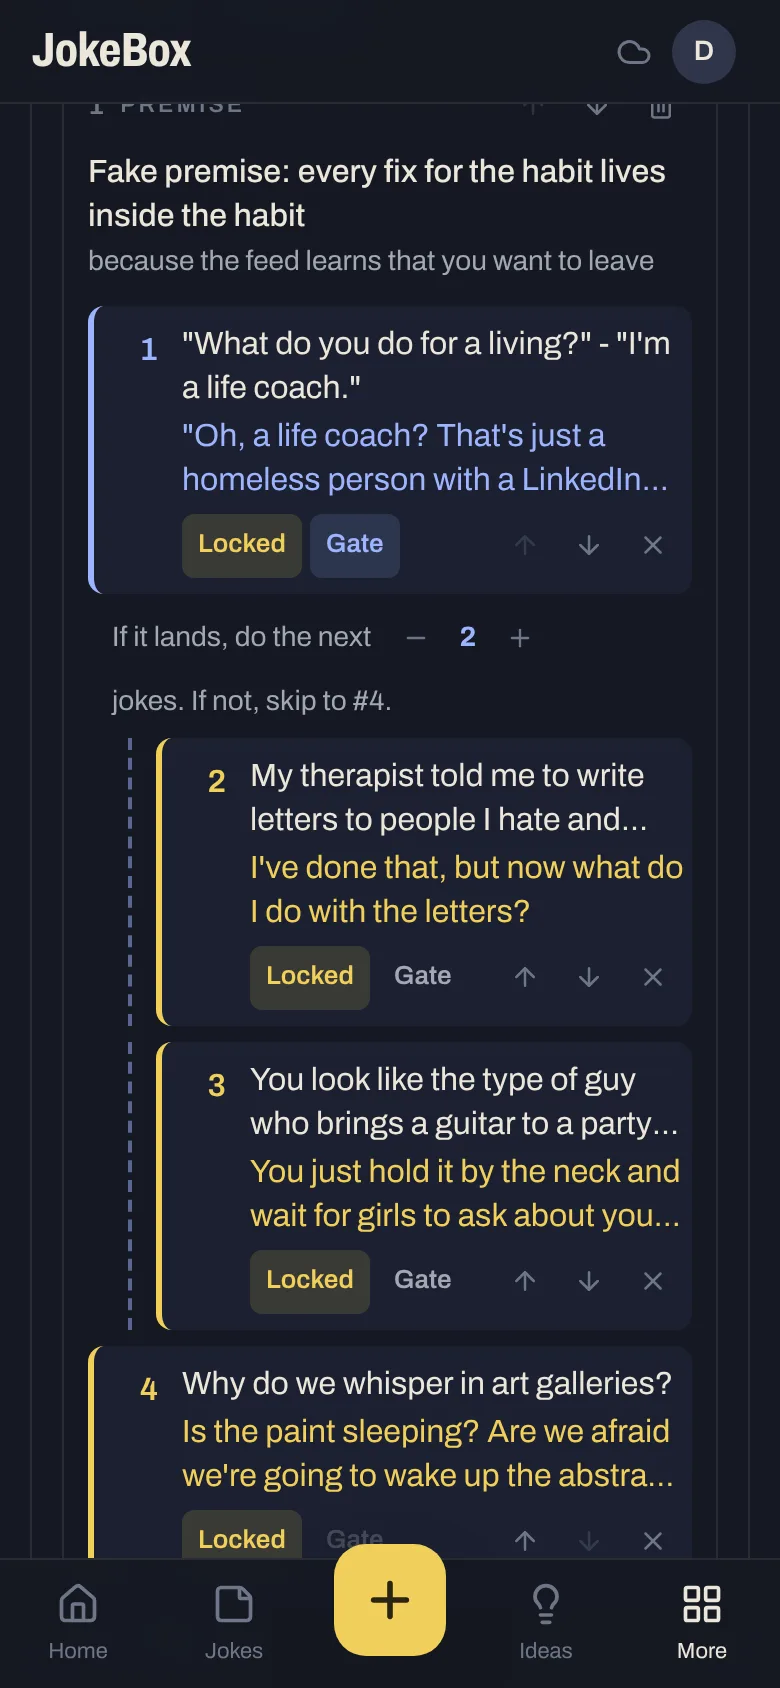 JokeBox
D
1 PREMISE
Fake premise: every fix for the habit lives
inside the habit
because the feed learns that you want to leave
1
"What do you do for a living?" - "I'm
a life coach."
"Oh, a life coach? That's just a
homeless person with a LinkedIn...
Locked
Gate
If it lands, do the next − 2 +
jokes. If not, skip to #4.
2
My therapist told me to write
letters to people I hate and...
I've done that, but now what do
I do with the letters?
Locked
Gate
3
You look like the type of guy
who brings a guitar to a party...
You just hold it by the neck and
wait for girls to ask about you...
Locked
Gate
4
Why do we whisper in art galleries?
Is the paint sleeping? Are we afraid
we're going to wake up the abstra...
Locked
Gate
Home
Jokes
Ideas
More